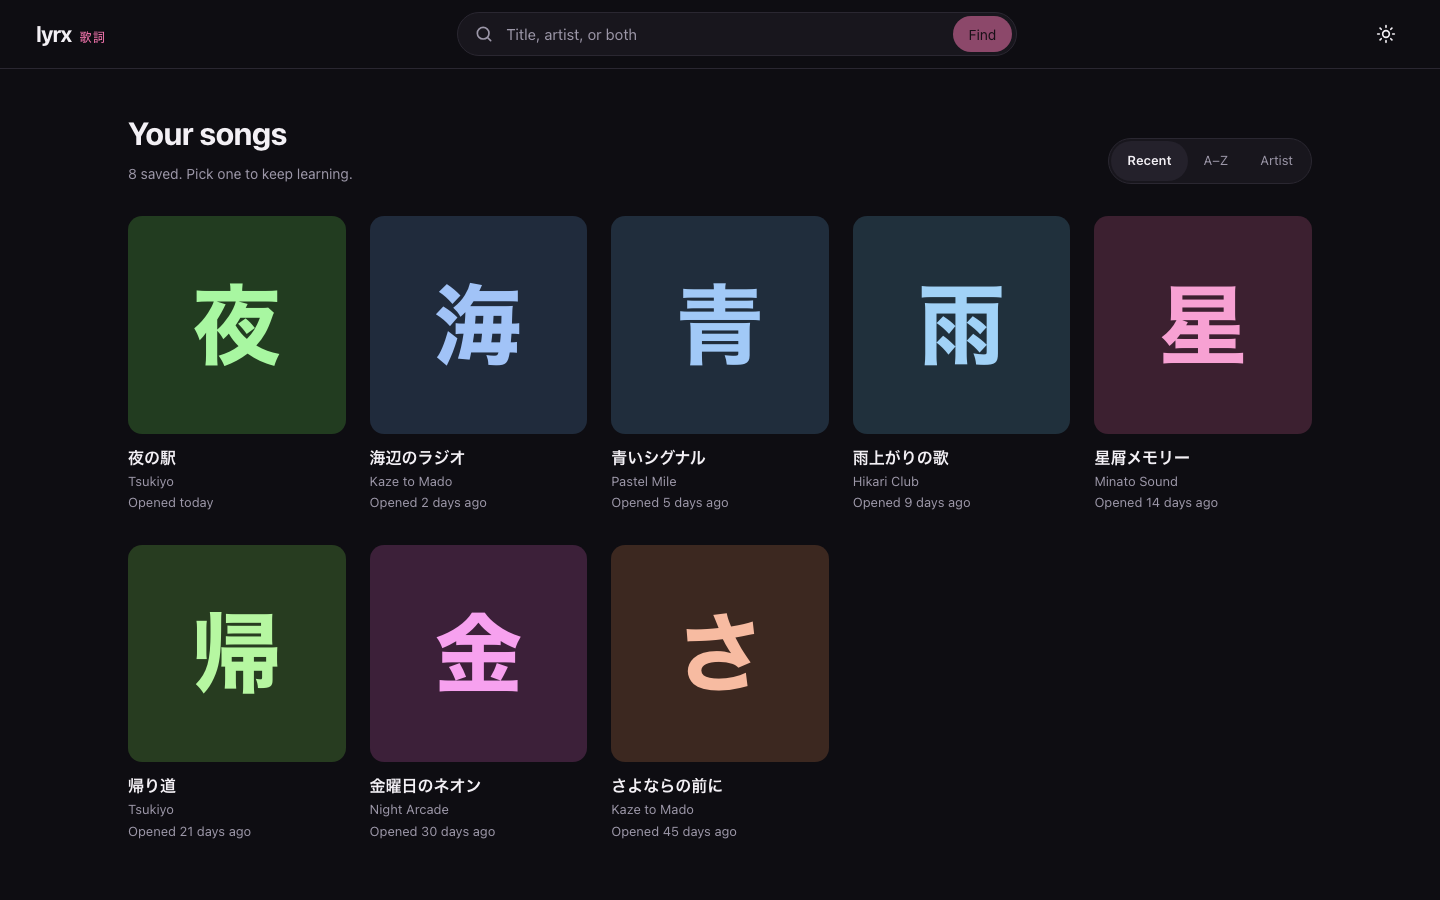 lyrx 歌詞
Title, artist, or both
Find
Your songs
8 saved. Pick one to keep learning.
Recent
A–Z
Artist
夜
海
青
雨
星
夜の駅
Tsukiyo
Opened today
海辺のラジオ
Kaze to Mado
Opened 2 days ago
青いシグナル
Pastel Mile
Opened 5 days ago
雨上がりの歌
Hikari Club
Opened 9 days ago
星屑メモリー
Minato Sound
Opened 14 days ago
帰
金
さ
帰り道
Tsukiyo
Opened 21 days ago
金曜日のネオン
Night Arcade
Opened 30 days ago
さよならの前に
Kaze to Mado
Opened 45 days ago